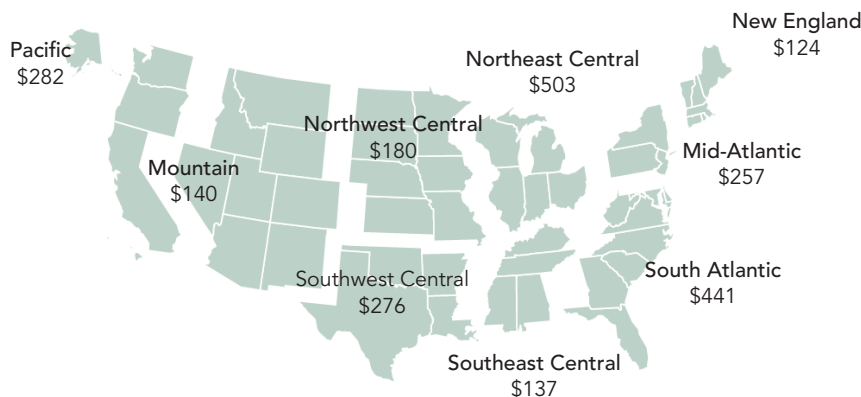 New England
$124
Pacific
$282
Northeast Central
$503
Northwest Central
$180
Mid-Atlantic
$257
Mountain
$140
South Atlantic
$441
Southwest Central
$276
Southeast Central
$137